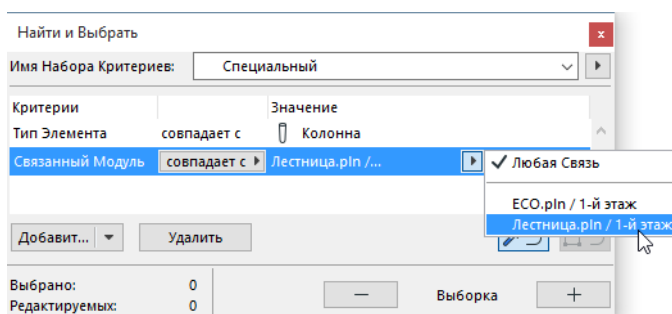 Найти и Выбрать
x
Имя Набора Критериев: Специальный
Критерии Значение
Тип Элемента совпадает с Колонна
Связанный Модуль совпадает с Лестница.pln /...
Любая Связь
ECO.pln / 1-й этаж
Лестница.pln / 1-й этаж
Добавит... Удалить
Выбрано: 0
Редактируемых: 0
— Выборка +